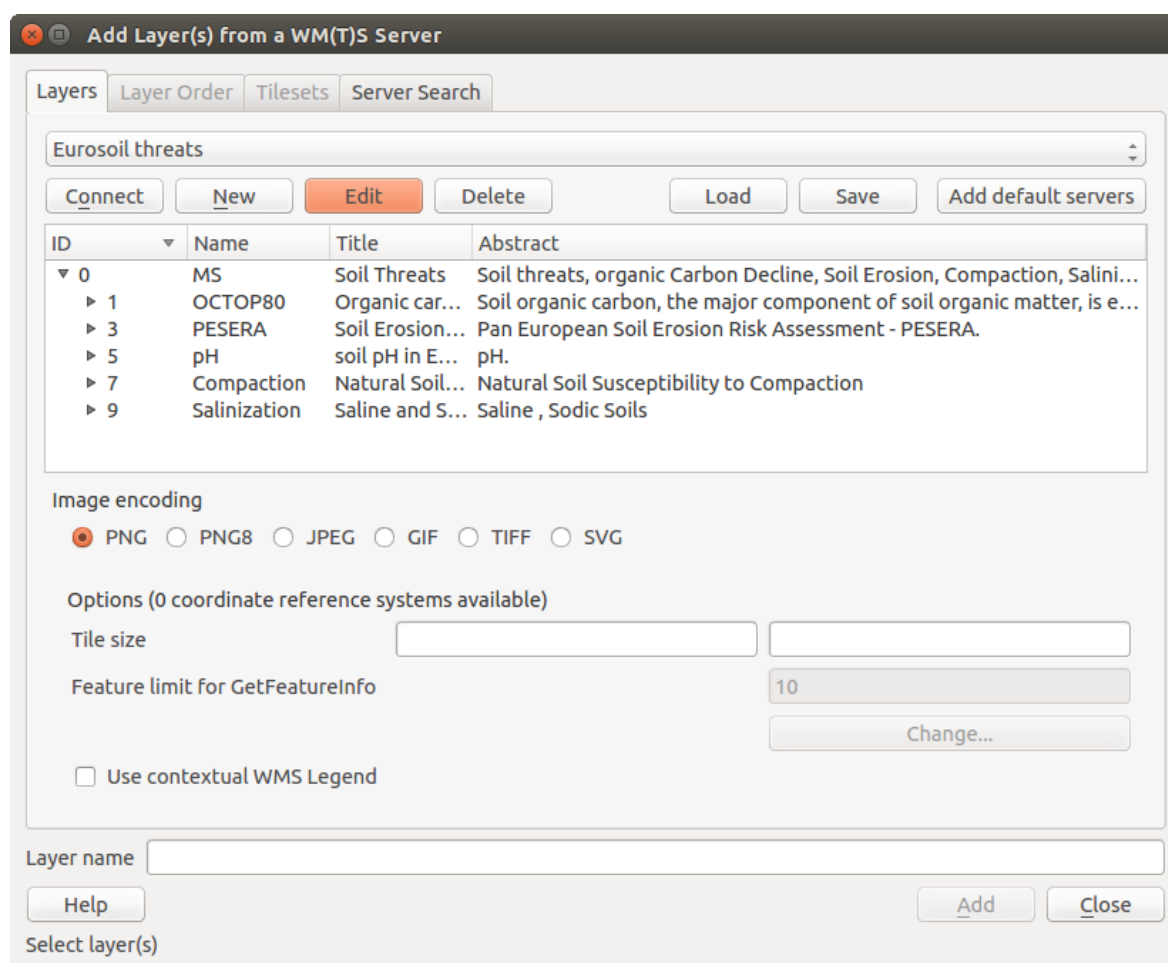 Add Layer(s) from a WM(T)S Server
Layers Layer Order Tilesets Server Search
Eurosoil threats
Connect New Edit Delete Load Save Add default servers
ID Name Title Abstract
0 MS Soil Threats Soil threats, organic Carbon Decline, Soil Erosion, Compaction, Salini...
1 OCTOP80 Organic car... Soil organic carbon, the major component of soil organic matter, is e...
3 PESERA Soil Erosion... Pan European Soil Erosion Risk Assessment - PESERA.
5 pH soil pH in E... pH.
7 Compaction Natural Soil... Natural Soil Susceptibility to Compaction
9 Salinization Saline and S... Saline , Sodic Soils
Image encoding
PNG PNG8 JPEG GIF TIFF SVG
Options (0 coordinate reference systems available)
Tile size
Feature limit for GetFeatureInfo 10
Change...
Use contextual WMS Legend
Layer name
Help Add Close
Select layer(s)